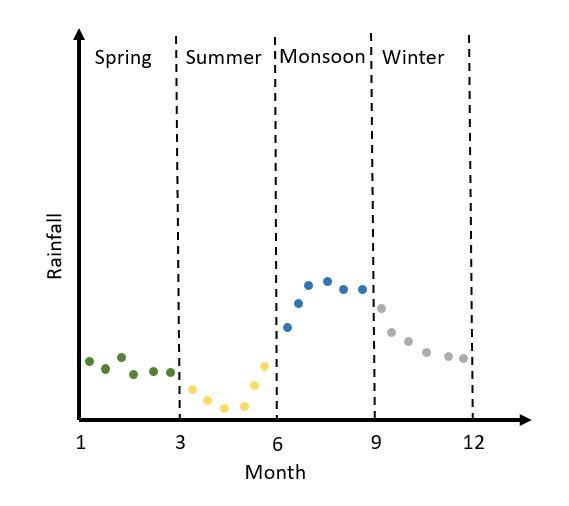 Spring Summer Monsoon Winter
Rainfall
1 3 6 9 12
Month